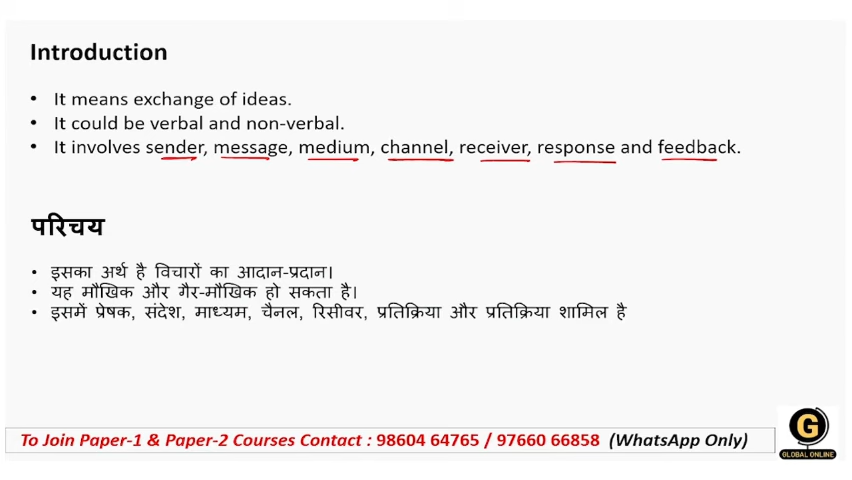 Introduction
• It means exchange of ideas.
• It could be verbal and non-verbal.
• It involves sender, message, medium, channel, receiver, response and feedback.
परिचय
• इसका अर्थ है विचारों का आदान-प्रदान।
• यह मौखिक और गैर-मौखिक हो सकता है।
• इसमें प्रेषक, संदेश, माध्यम, चैनल, रिसीवर, प्रतिक्रिया और प्रतिक्रिया शामिल है
To Join Paper-1 & Paper-2 Courses Contact : 98604 64765 / 97660 66858 (WhatsApp Only)
G
GLOBAL ONLINE